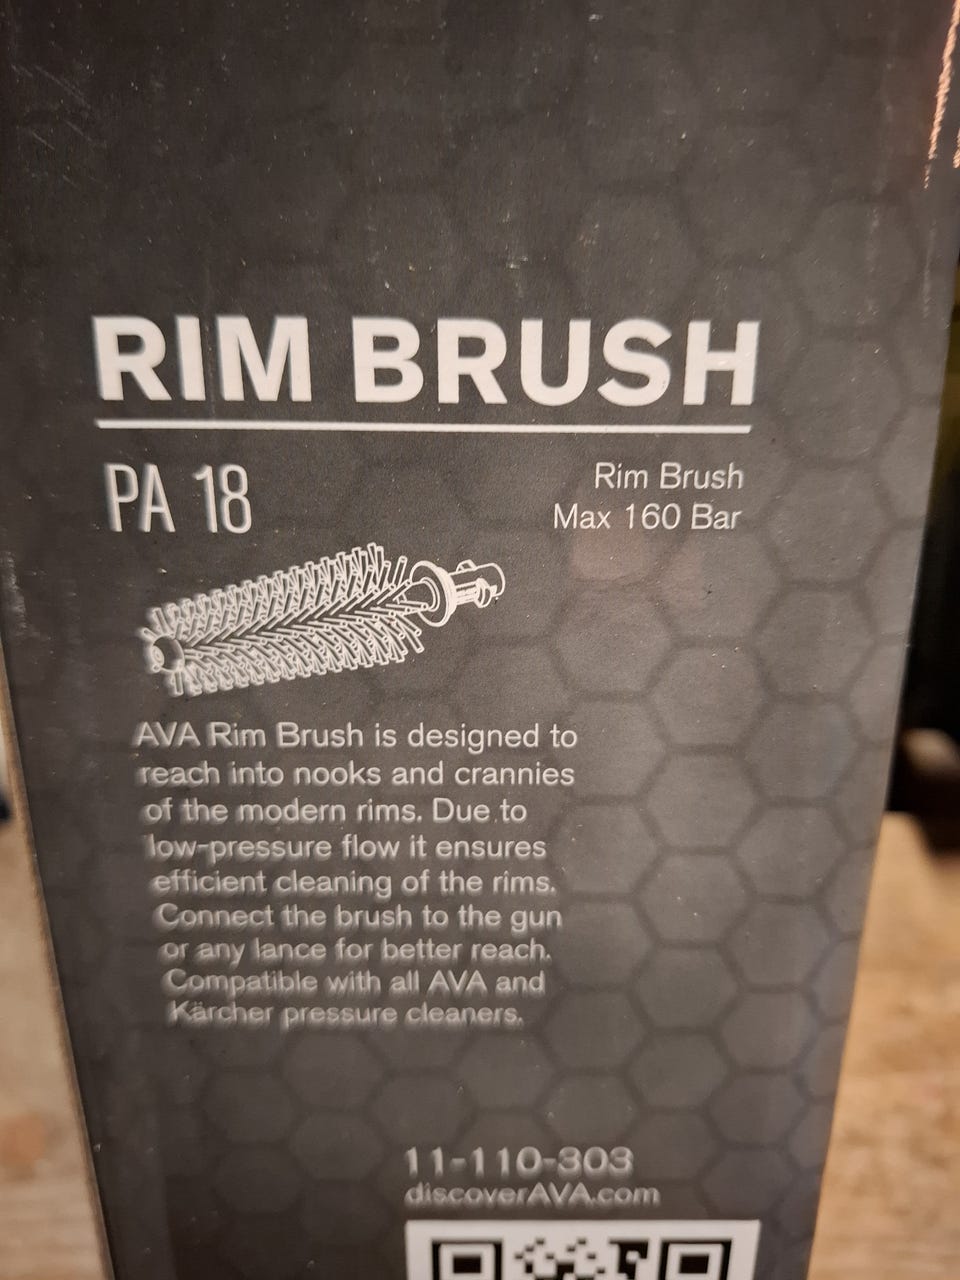 RIM BRUSH
PA 18
Rim Brush
Max 160 Bar
AVA Rim Brush is designed to
reach into nooks and crannies
of the modern rims. Due to
low-pressure flow it ensures
efficient cleaning of the rims.
Connect the brush to the gun
or any lance for better reach.
Compatible with all AVA and
Kärcher pressure cleaners.
11-110-303
discoverAVA.com